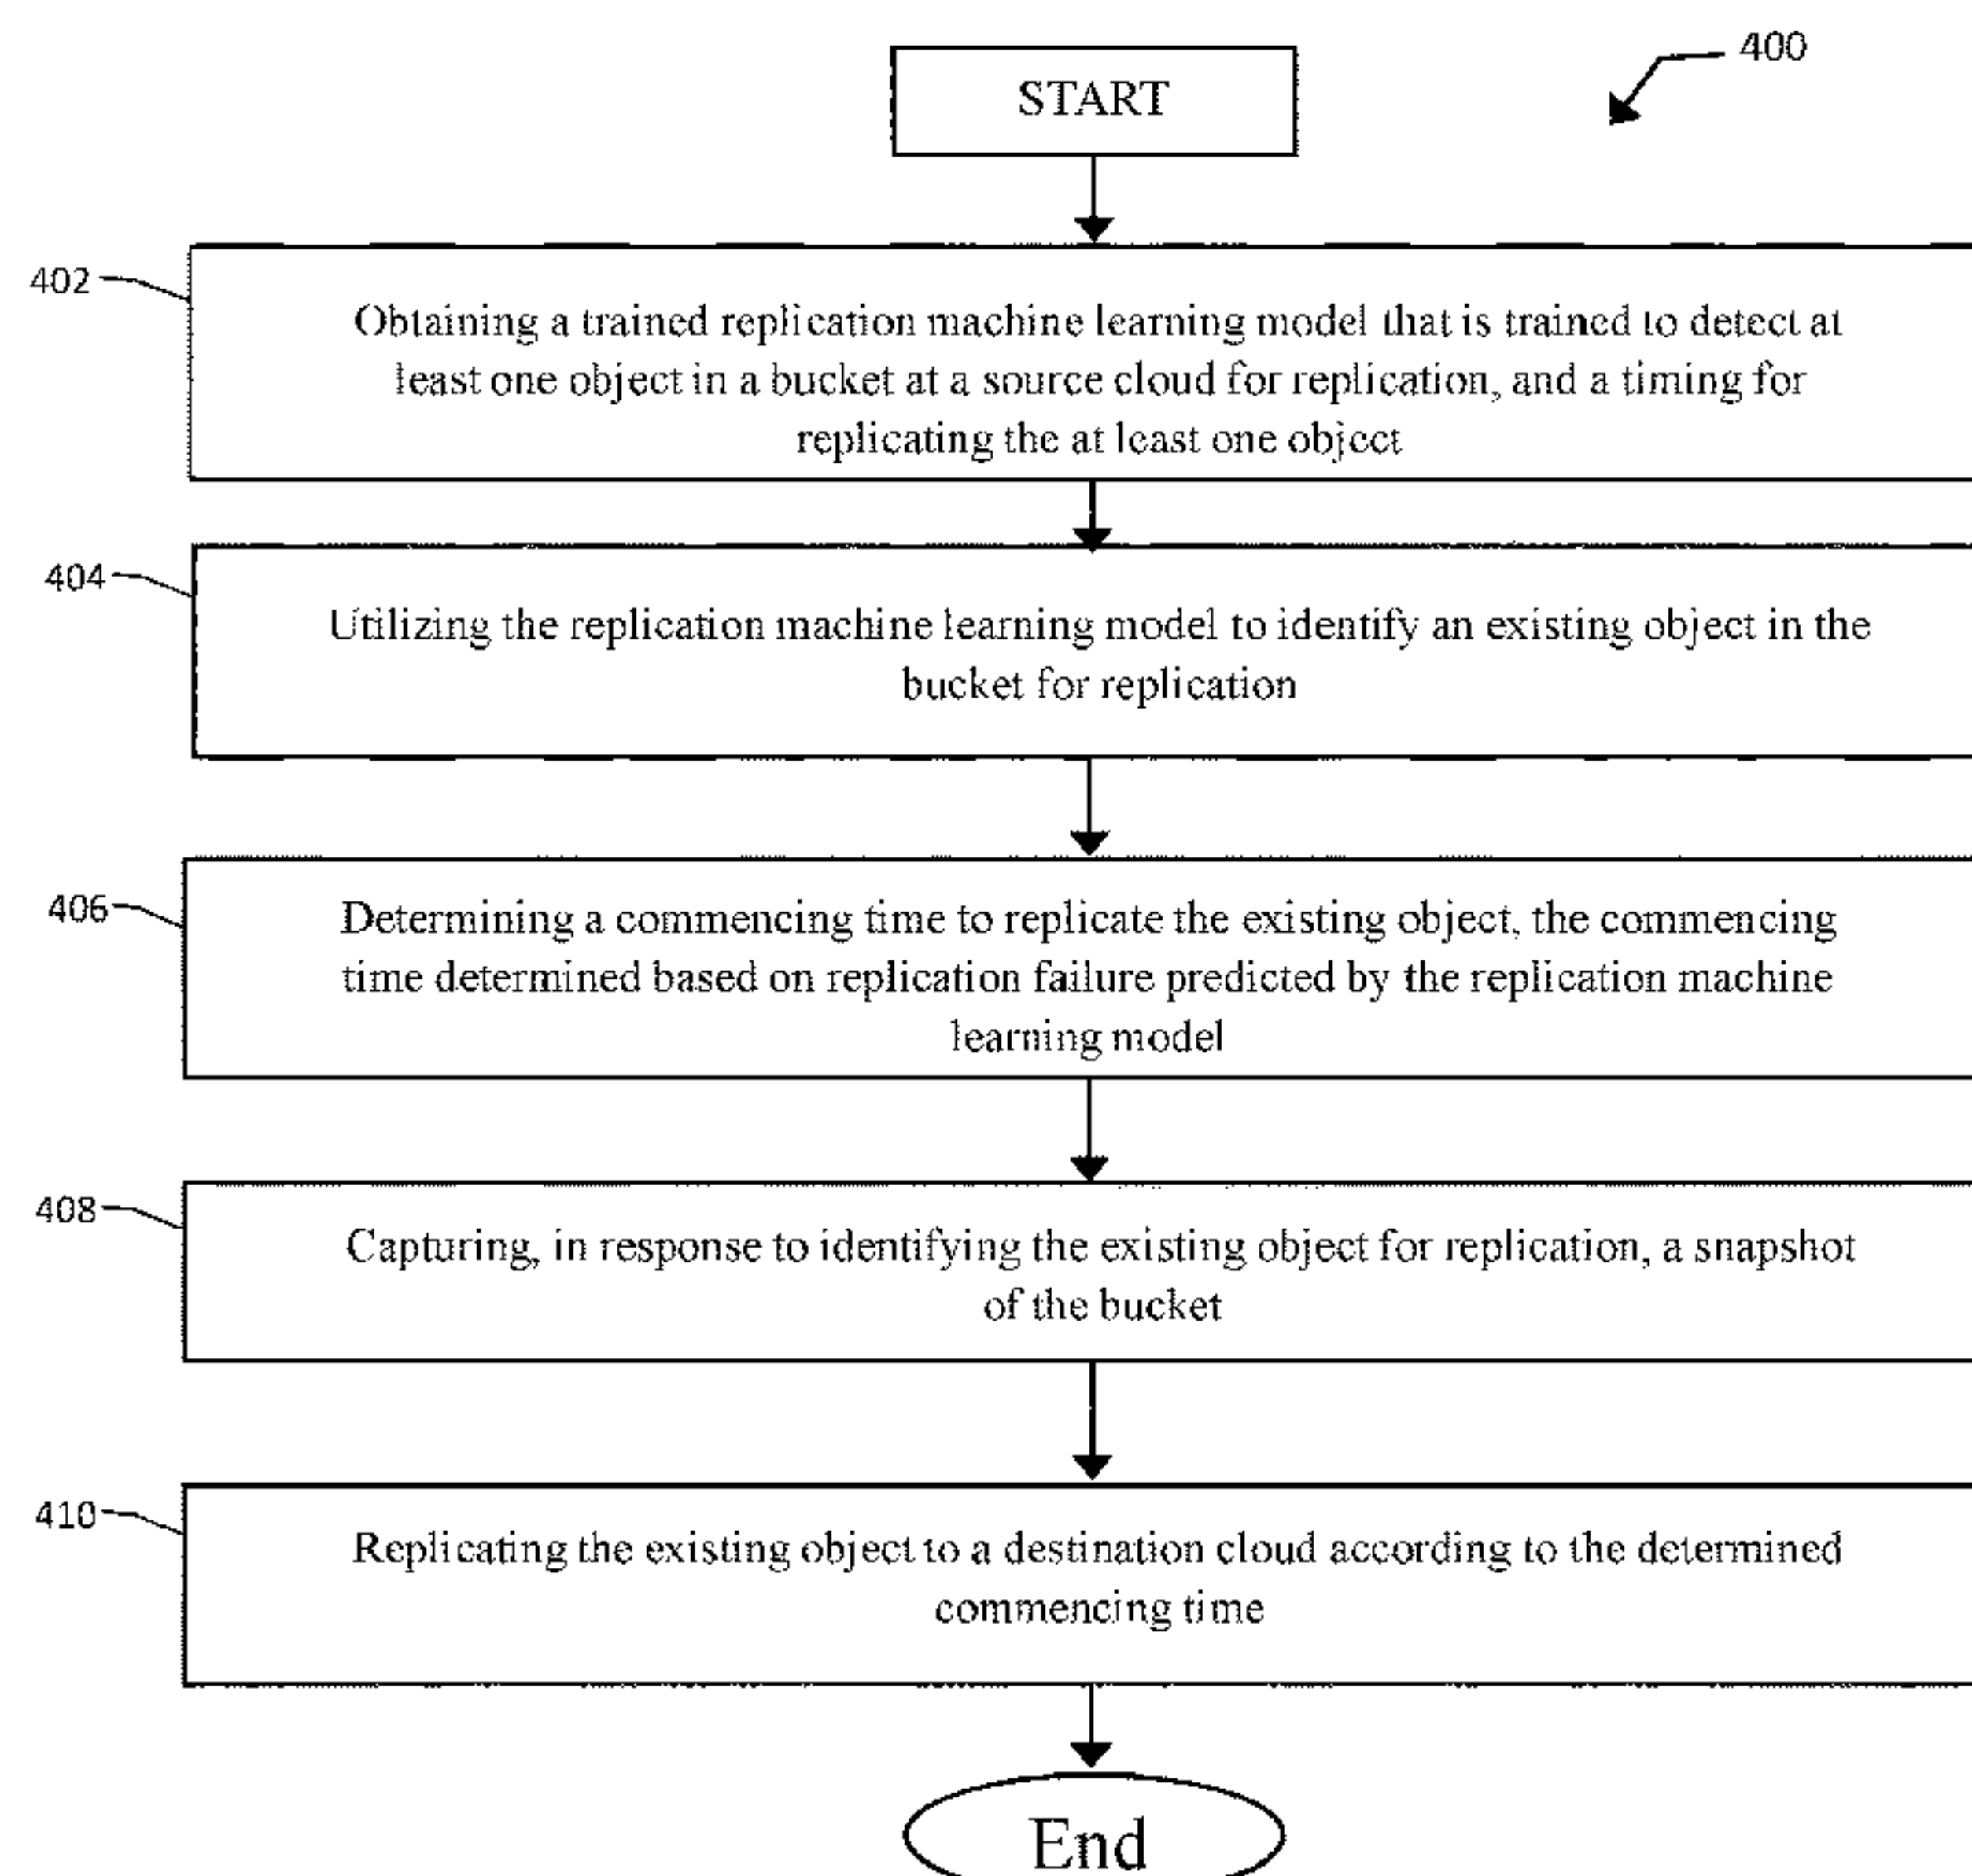 START
400
402
Obtaining a trained replication machine learning model that is trained to detect at
least one object in a bucket at a source cloud for replication, and a timing for
replicating the at least one object
404
Utilizing the replication machine learning model to identify an existing object in the
bucket for replication
406
Determining a commencing time to replicate the existing object, the commencing
time determined based on replication failure predicted by the replication machine
learning model
408
Capturing, in response to identifying the existing object for replication, a snapshot
of the bucket
410
Replicating the existing object to a destination cloud according to the determined
commencing time
End